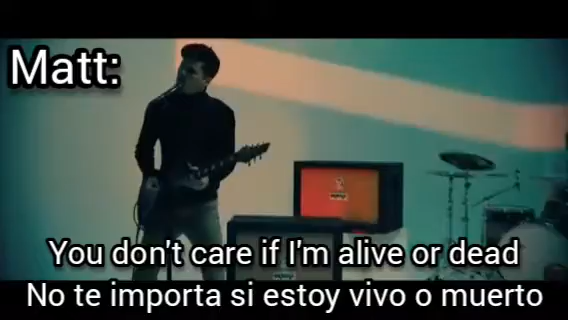 Matt:
You don't care if I'm alive or dead
No te importa si estoy vivo o muerto